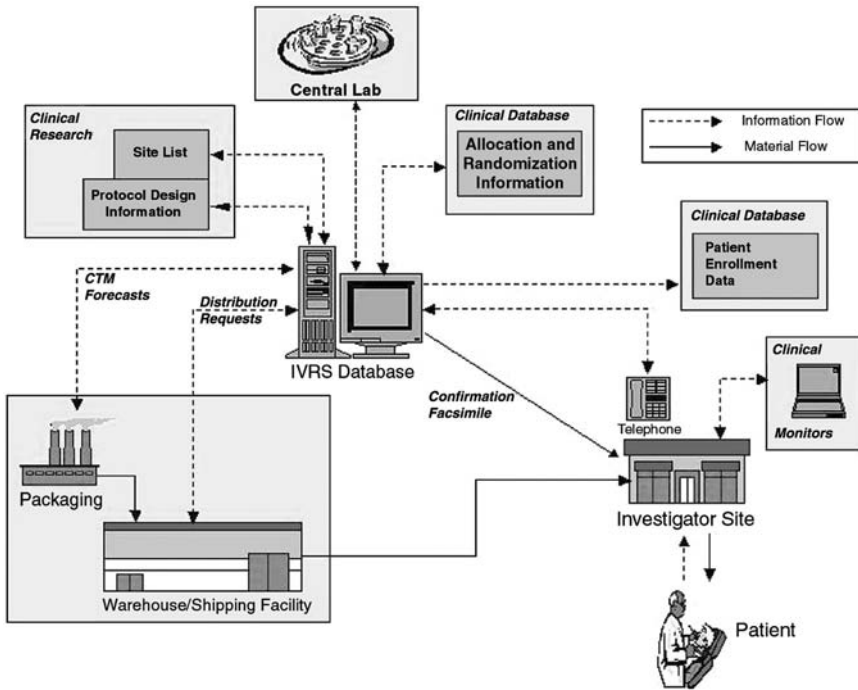 Central Lab
Clinical
Research
Site List
Protocol Design
Information
Clinical Database
Allocation and
Randomization
Information
Information Flow
Material Flow
Clinical Database
Patient
Enrollment
Data
CTM
Forecasts
Distribution
Requests
IVRS Database
Confirmation
Facsimile
Telephone
Clinical
Monitors
Packaging
Investigator Site
Warehouse/Shipping Facility
Patient